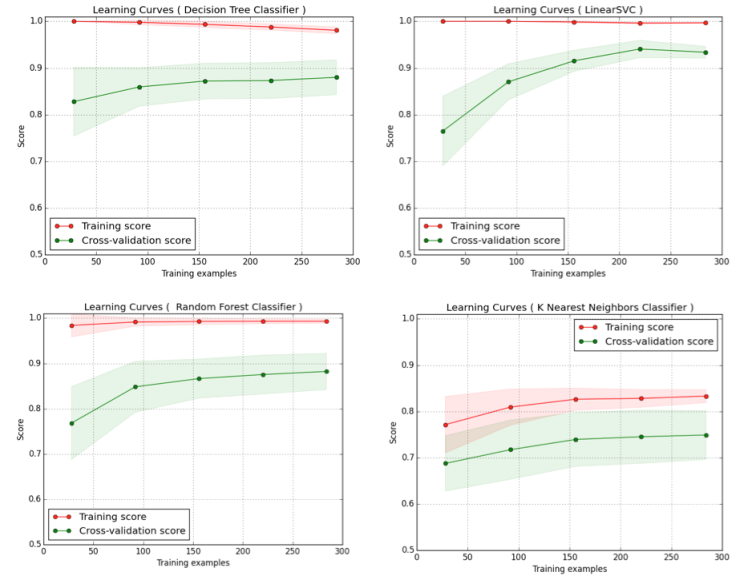 Learning Curves ( Decision Tree Classifier )
1.0
0.9
0.8
0.7
0.6
0.5
Score
Training score
Cross-validation score
0 50 100 150 200 250 300
Training examples
Learning Curves ( LinearSVC )
1.0
0.9
0.8
0.7
0.6
0.5
Score
Training score
Cross-validation score
0 50 100 150 200 250 300
Training examples
Learning Curves ( Random Forest Classifier )
1.0
0.9
0.8
0.7
0.6
0.5
Score
Training score
Cross-validation score
0 50 100 150 200 250 300
Training examples
Learning Curves ( K Nearest Neighbors Classifier )
1.0
0.9
0.8
0.7
0.6
0.5
Score
Training score
Cross-validation score
0 50 100 150 200 250 300
Training examples